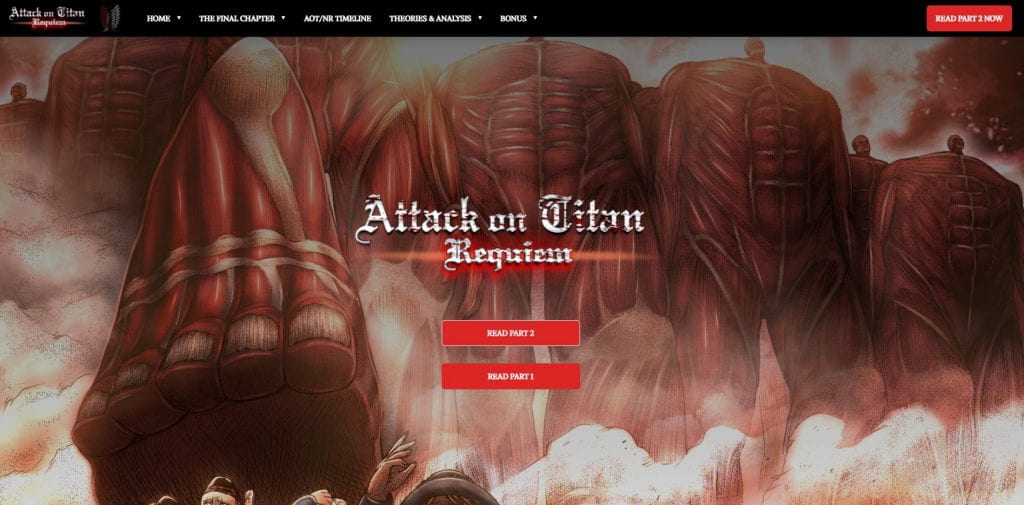 Attack on Titan
Requiem
HOME
THE FINAL CHAPTER
AOT/NR TIMELINE
THEORIES & ANALYSIS
BONUS
READ PART 2 NOW
Attack on Titan
Requiem
READ PART 2
READ PART 1